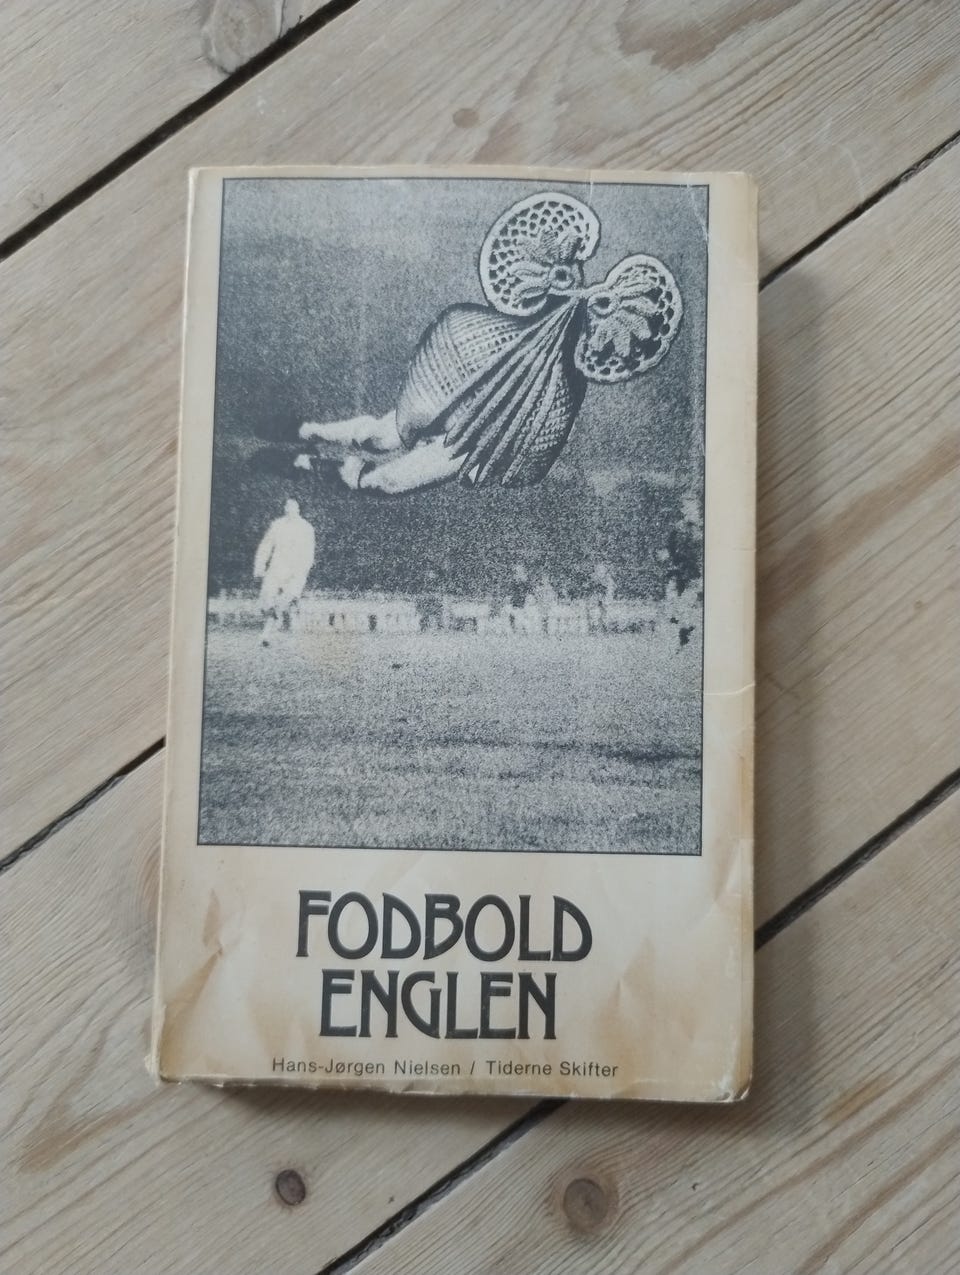 FODBOLD
ENGLEN
Hans-Jørgen Nielsen / Tiderne Skifter